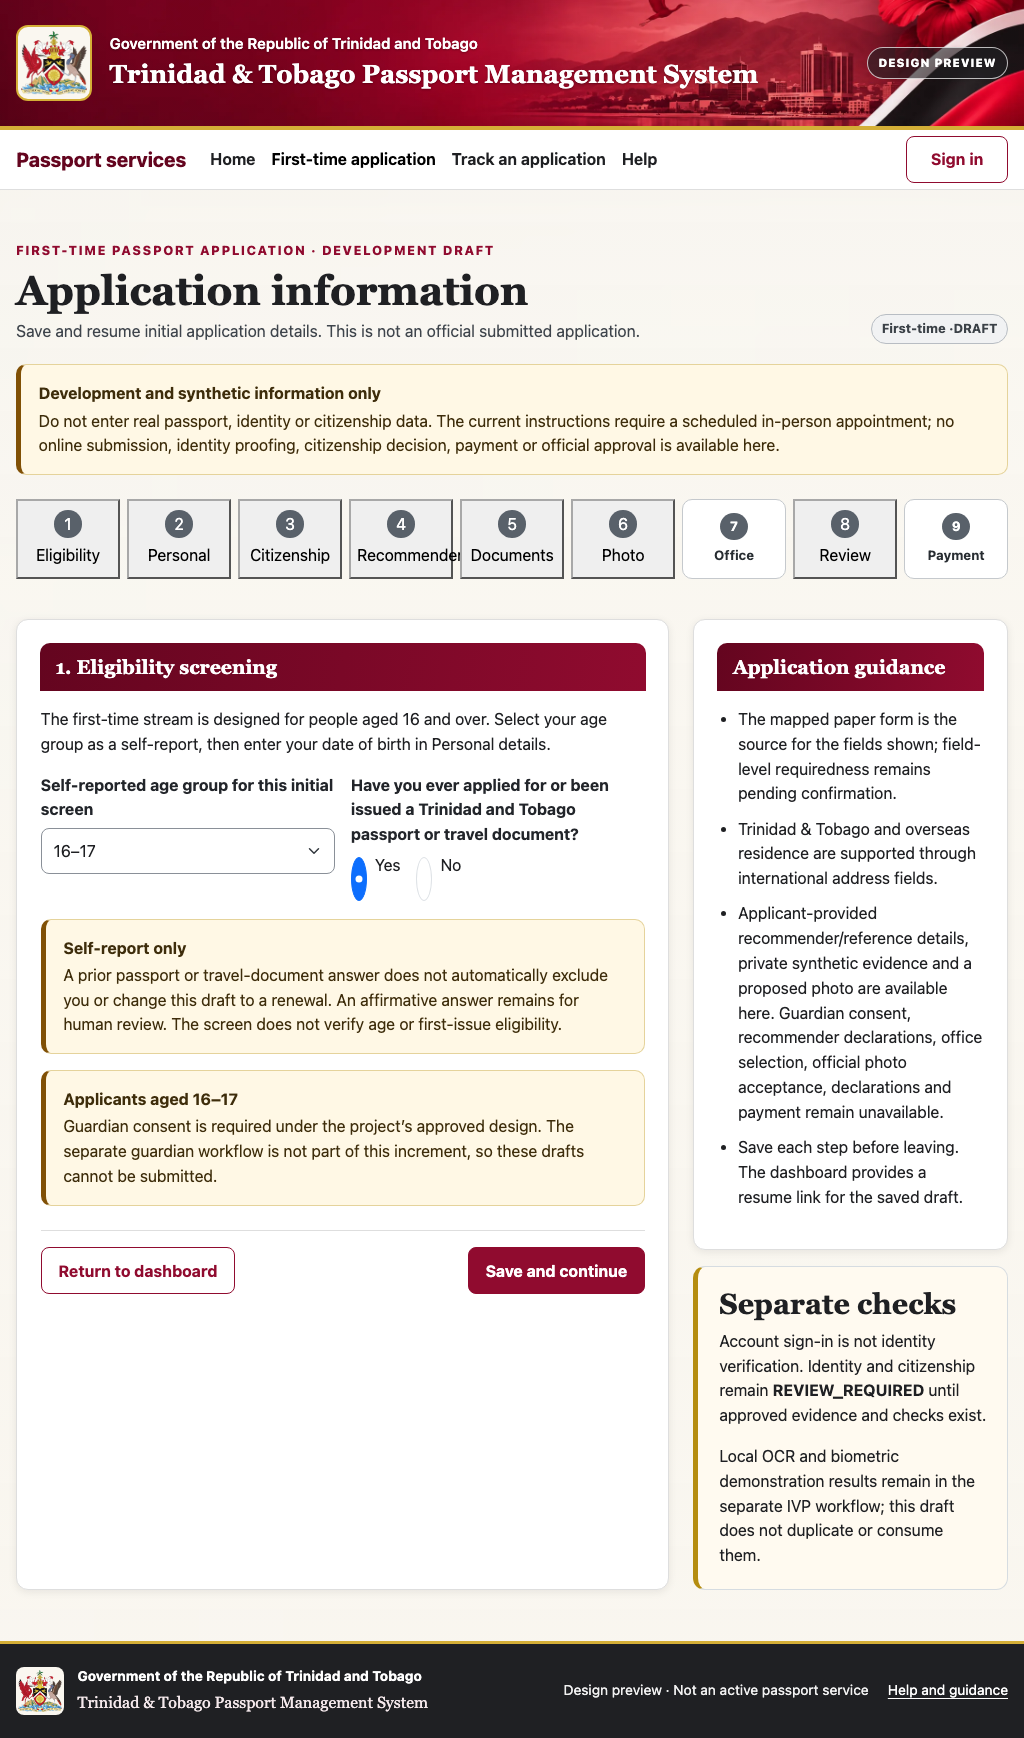 Government of the Republic of Trinidad and Tobago
Trinidad & Tobago Passport Management System
DESIGN PREVIEW
Passport services
Home
First-time application
Track an application
Help
Sign in
FIRST-TIME PASSPORT APPLICATION · DEVELOPMENT DRAFT
Application information
Save and resume initial application details. This is not an official submitted application.
First-time ·DRAFT
Development and synthetic information only
Do not enter real passport, identity or citizenship data. The current instructions require a scheduled in-person appointment; no
online submission, identity proofing, citizenship decision, payment or official approval is available here.
1
Eligibility
2
Personal
3
Citizenship
4
Recommender
5
Documents
6
Photo
7
Office
8
Review
9
Payment
1. Eligibility screening
The first-time stream is designed for people aged 16 and over. Select your age
group as a self-report, then enter your date of birth in Personal details.
Self-reported age group for this initial
screen
16–17
Have you ever applied for or been
issued a Trinidad and Tobago
passport or travel document?
Yes
No
Self-report only
A prior passport or travel-document answer does not automatically exclude
you or change this draft to a renewal. An affirmative answer remains for
human review. The screen does not verify age or first-issue eligibility.
Applicants aged 16–17
Guardian consent is required under the project’s approved design. The
separate guardian workflow is not part of this increment, so these drafts
cannot be submitted.
Return to dashboard
Save and continue
Application guidance
• The mapped paper form is the
source for the fields shown; field-
level requiredness remains
pending confirmation.
• Trinidad & Tobago and overseas
residence are supported through
international address fields.
• Applicant-provided
recommender/reference details,
private synthetic evidence and a
proposed photo are available
here. Guardian consent,
recommender declarations, office
selection, official photo
acceptance, declarations and
payment remain unavailable.
• Save each step before leaving.
The dashboard provides a
resume link for the saved draft.
Separate checks
Account sign-in is not identity
verification. Identity and citizenship
remain REVIEW_REQUIRED until
approved evidence and checks exist.
Local OCR and biometric
demonstration results remain in the
separate IVP workflow; this draft
does not duplicate or consume
them.
Government of the Republic of Trinidad and Tobago
Trinidad & Tobago Passport Management System
Design preview · Not an active passport service
Help and guidance